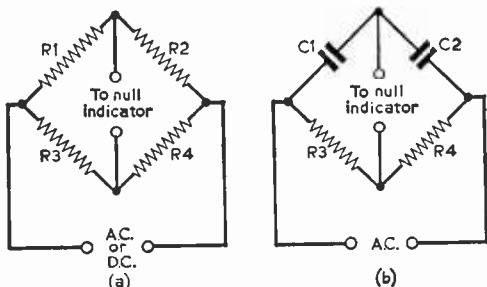 R1
R2
To null
indicator
R3
R4
A.C.
or
D.C.
(a)
C1
C2
To null
indicator
R3
R4
A.C.
(b)